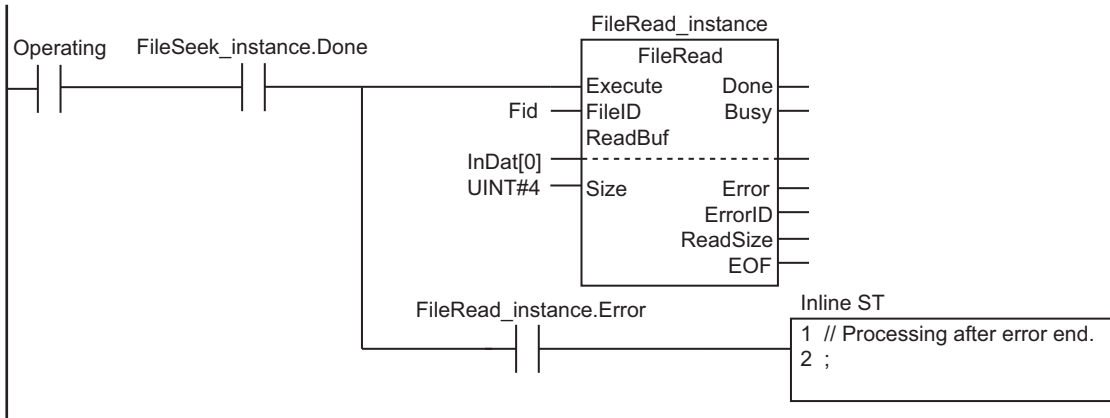 FileRead_instance
Operating FileSeek_instance.Done
FileRead
Execute Done
Fid FileID Busy
ReadBuf
InDat[0]
UINT#4 Size Error
ErrorID
ReadSize
EOF
FileRead_instance.Error
Inline ST
1 // Processing after error end.
2 ;